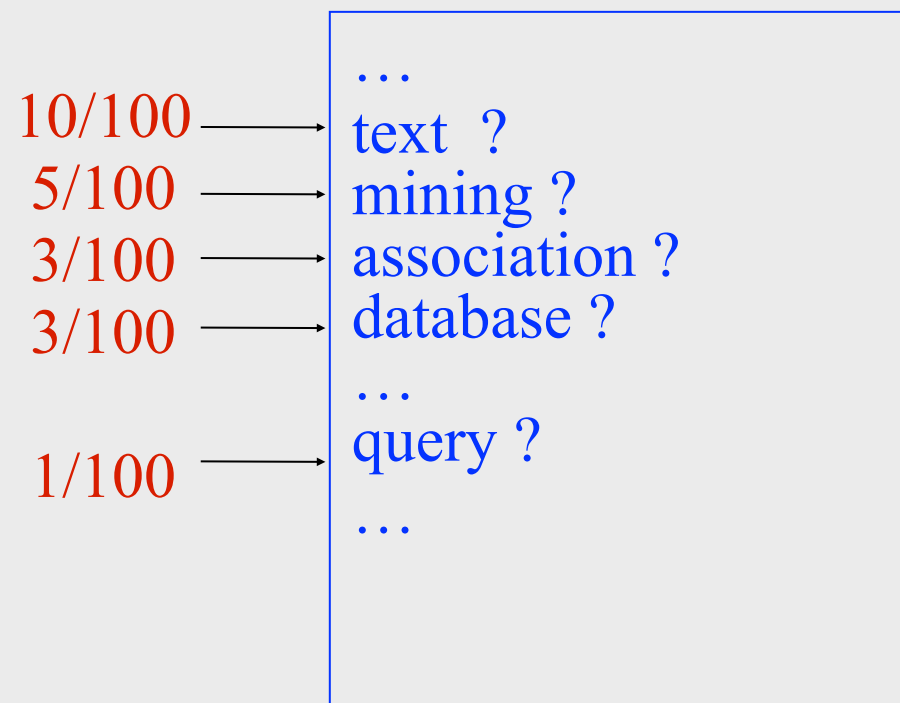 …
10/100 text ?
5/100 mining ?
3/100 association ?
3/100 database ?
…
1/100 query ?
…